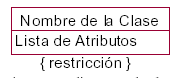 Nombre de la Clase
Lista de Atributos
{ restricción }